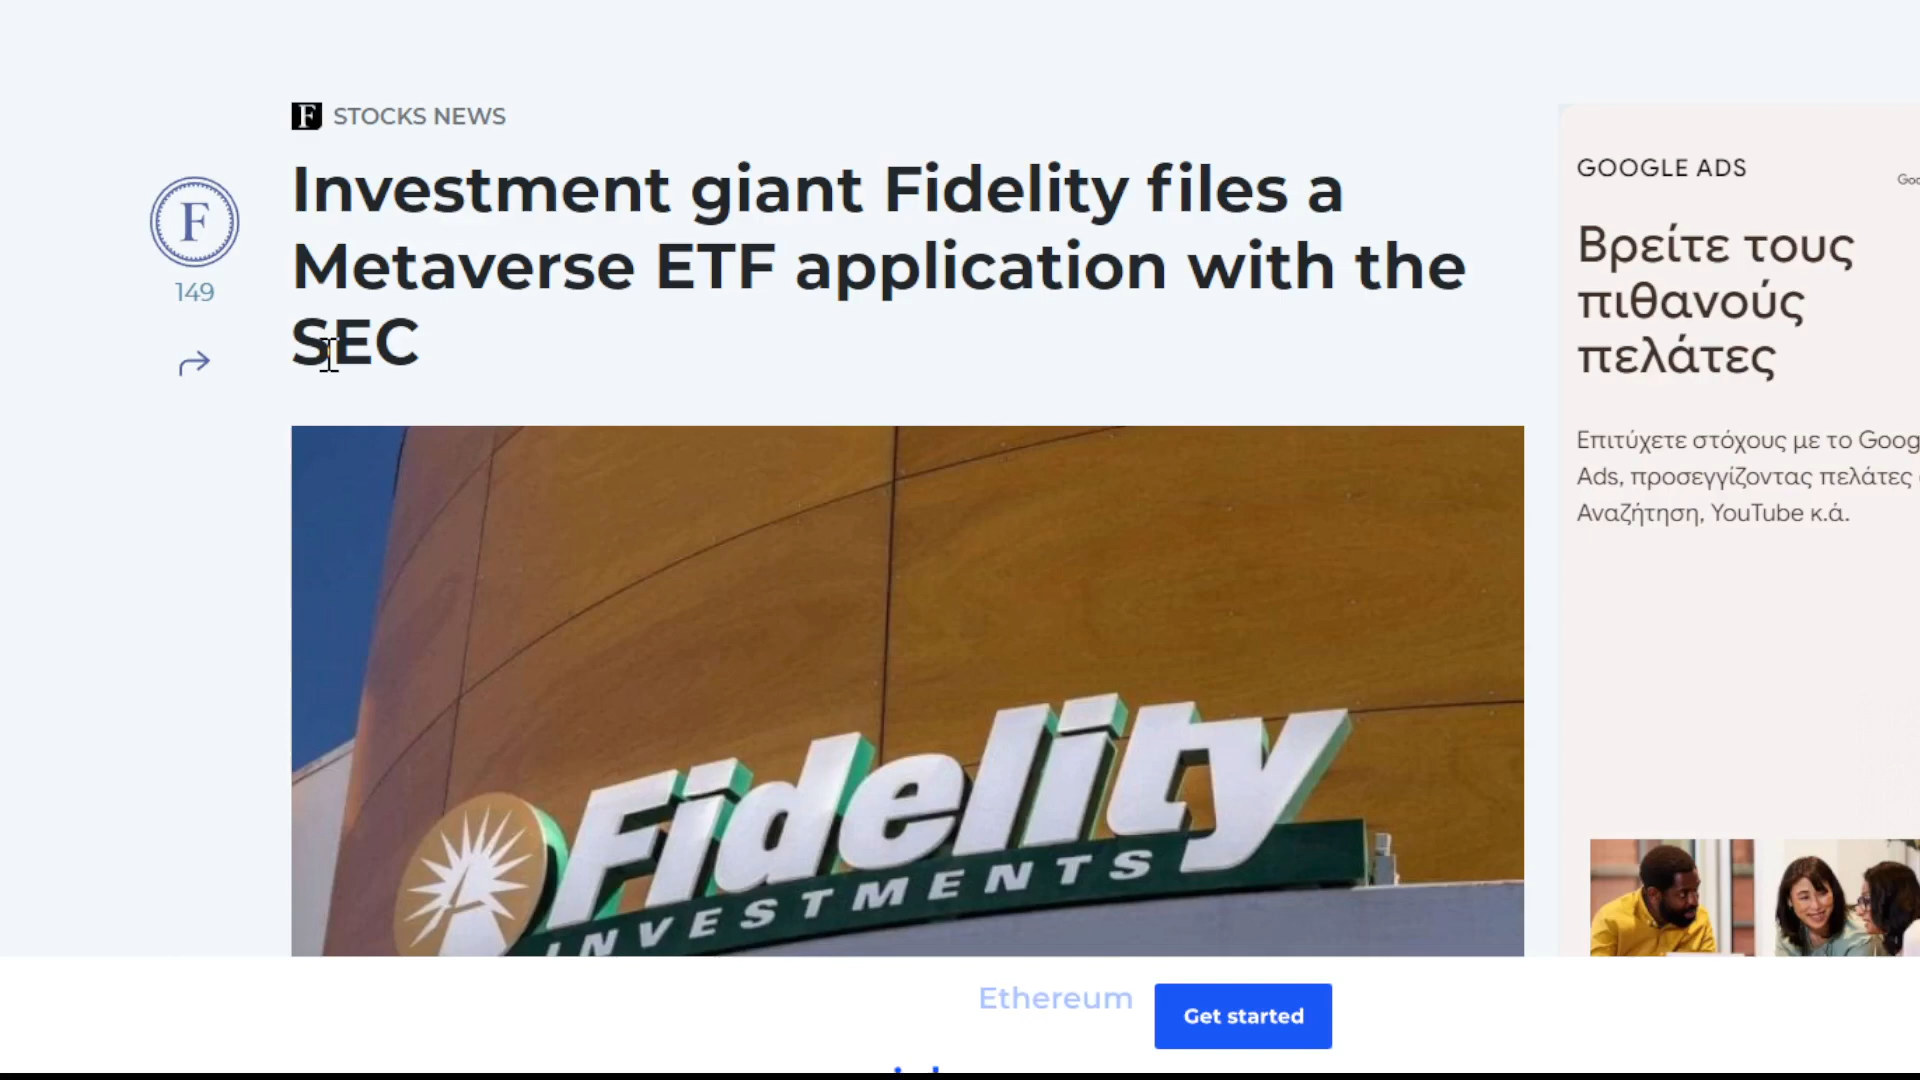 F STOCKS NEWS
Investment giant Fidelity files a
Metaverse ETF application with the
SEC
F
149
Fidelity
INVESTMENTS
GOOGLE ADS
Βρείτε τους
πιθανούς
πελάτες
Επιτύχετε στόχους με το Goog
Ads, προσεγγίζοντας πελάτες
Αναζήτηση, YouTube κ.ά.
Ethereum
Get started